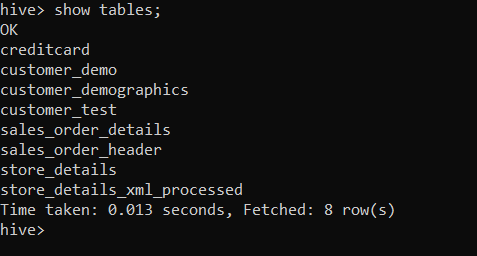 hive> show tables;
OK
creditcard
customer_demo
customer_demographics
customer_test
sales_order_details
sales_order_header
store_details
store_details_xml_processed
Time taken: 0.013 seconds, Fetched: 8 row(s)
hive>